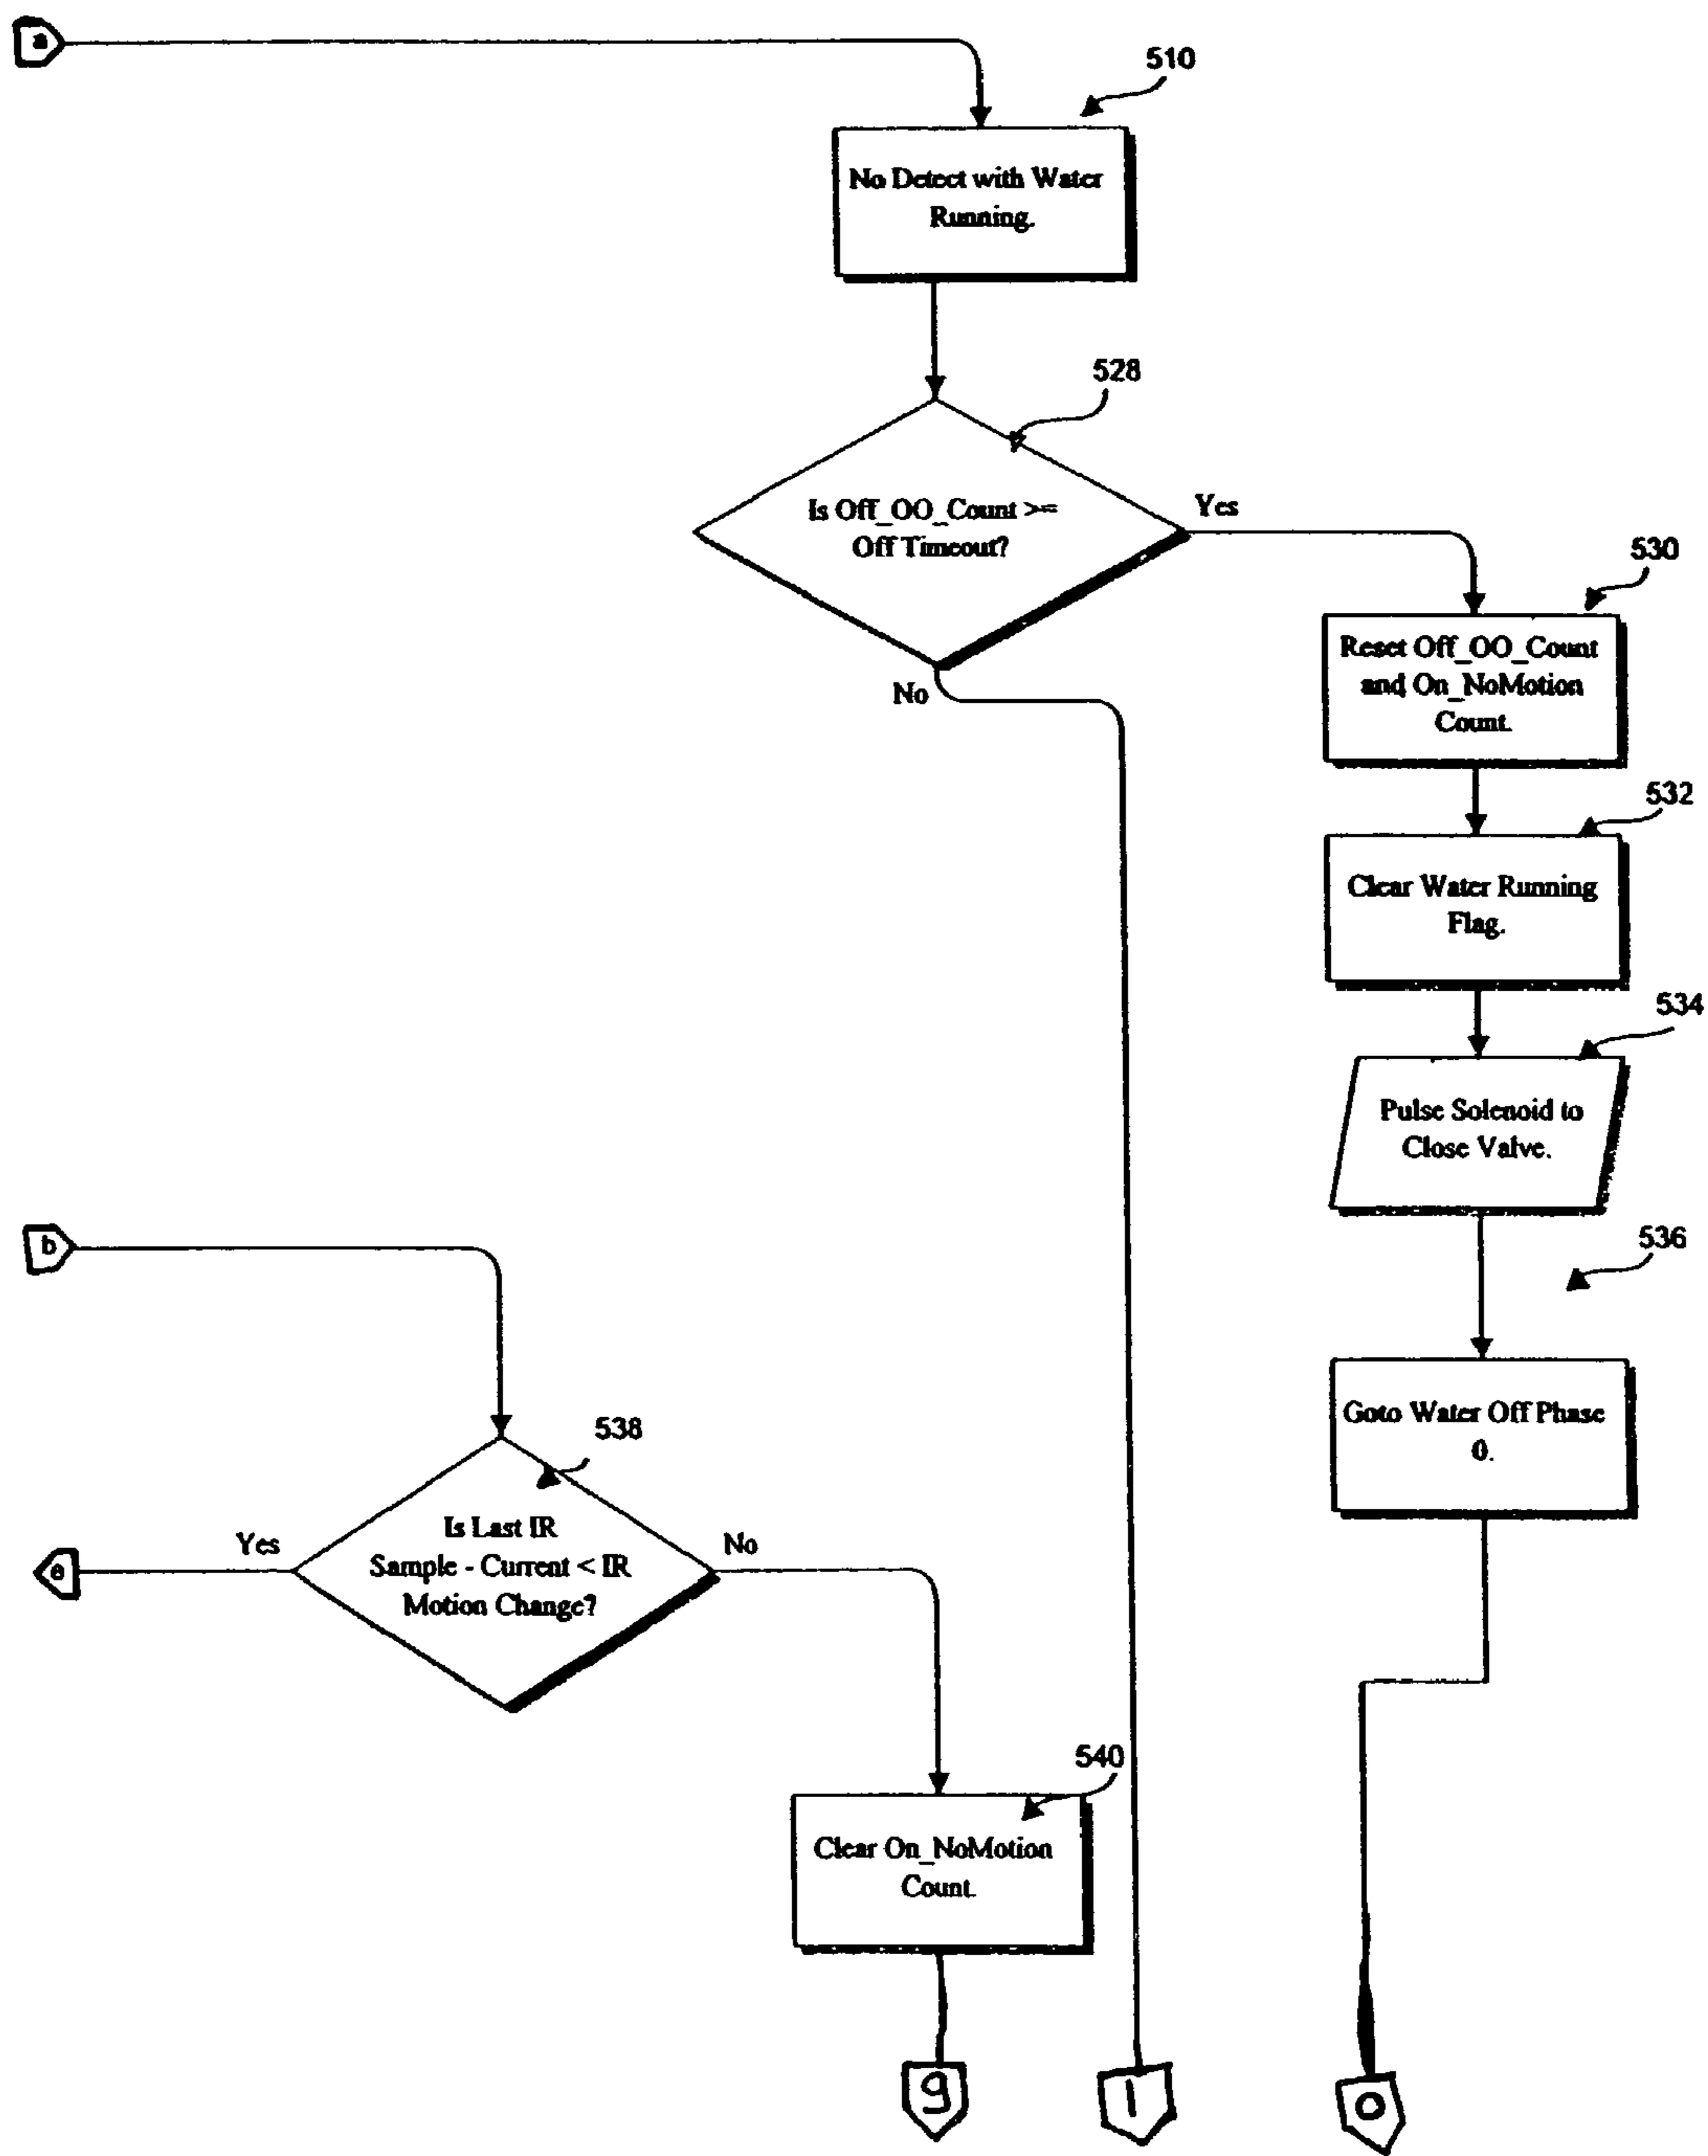 a
510
No Detect with Water
Running.
528
Is Off_OO_Count >=
Off Timeout?
Yes
No
530
Reset Off_OO_Count
and On_NoMotion
Count.
532
Clear Water Running
Flag.
534
Pulse Solenoid to
Close Valve.
536
Goto Water Off Phase
0.
b
538
Is Last IR
Sample - Current < IR
Motion Change?
Yes
No
e
540
Clear On_NoMotion
Count.
g
1
0